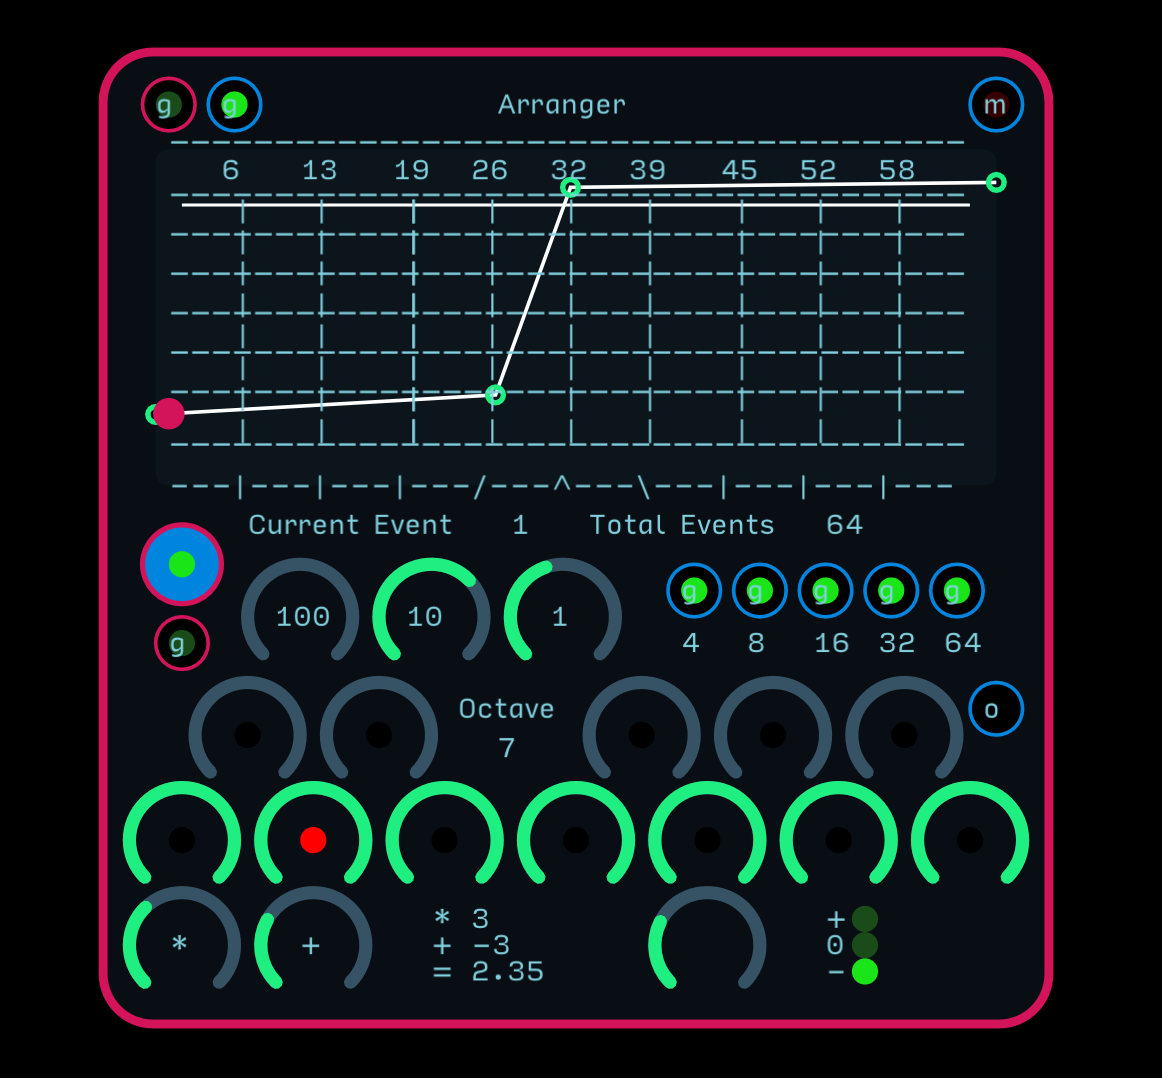 g g Arranger m
6 13 19 26 32 39 45 52 58
---|---|---|---/---^---\---|---|---|---
Current Event 1 Total Events 64
100 10 1 g g g g g
g 4 8 16 32 64
Octave o
7
* 3 +
* + + -3 0
= 2.35 -